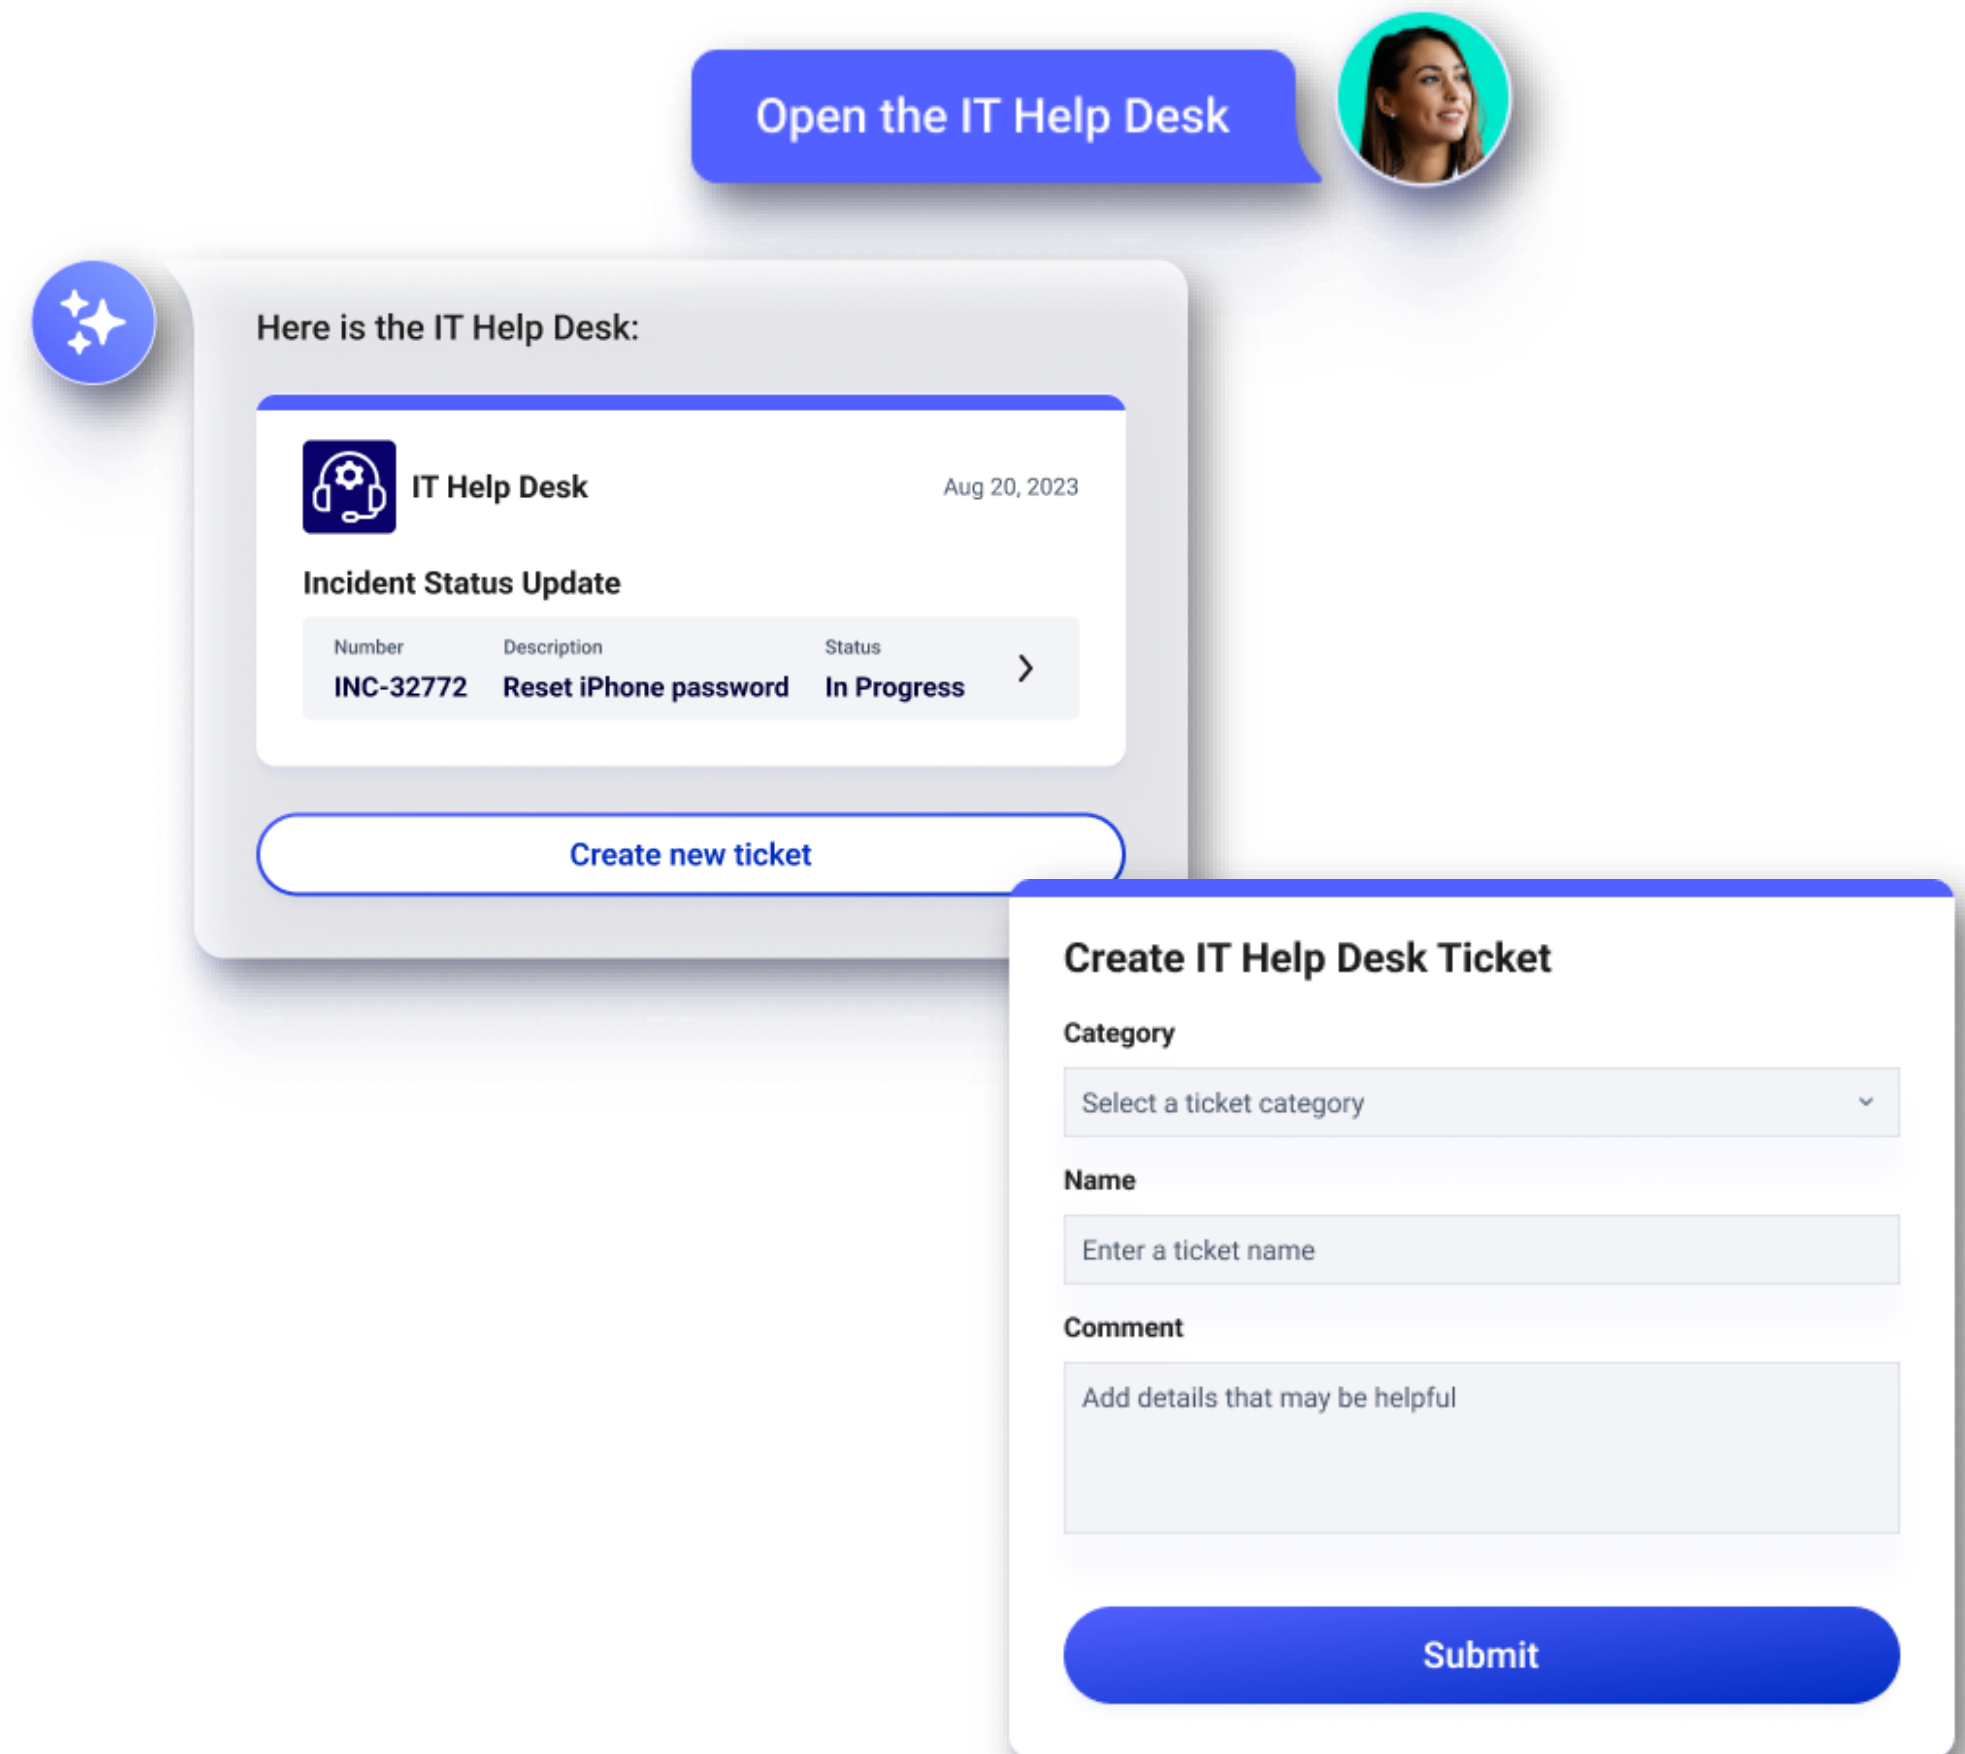 Open the IT Help Desk
Here is the IT Help Desk:
IT Help Desk
Aug 20, 2023
Incident Status Update
Number Description Status
INC-32772 Reset iPhone password In Progress
Create new ticket
Create IT Help Desk Ticket
Category
Select a ticket category
Name
Enter a ticket name
Comment
Add details that may be helpful
Submit